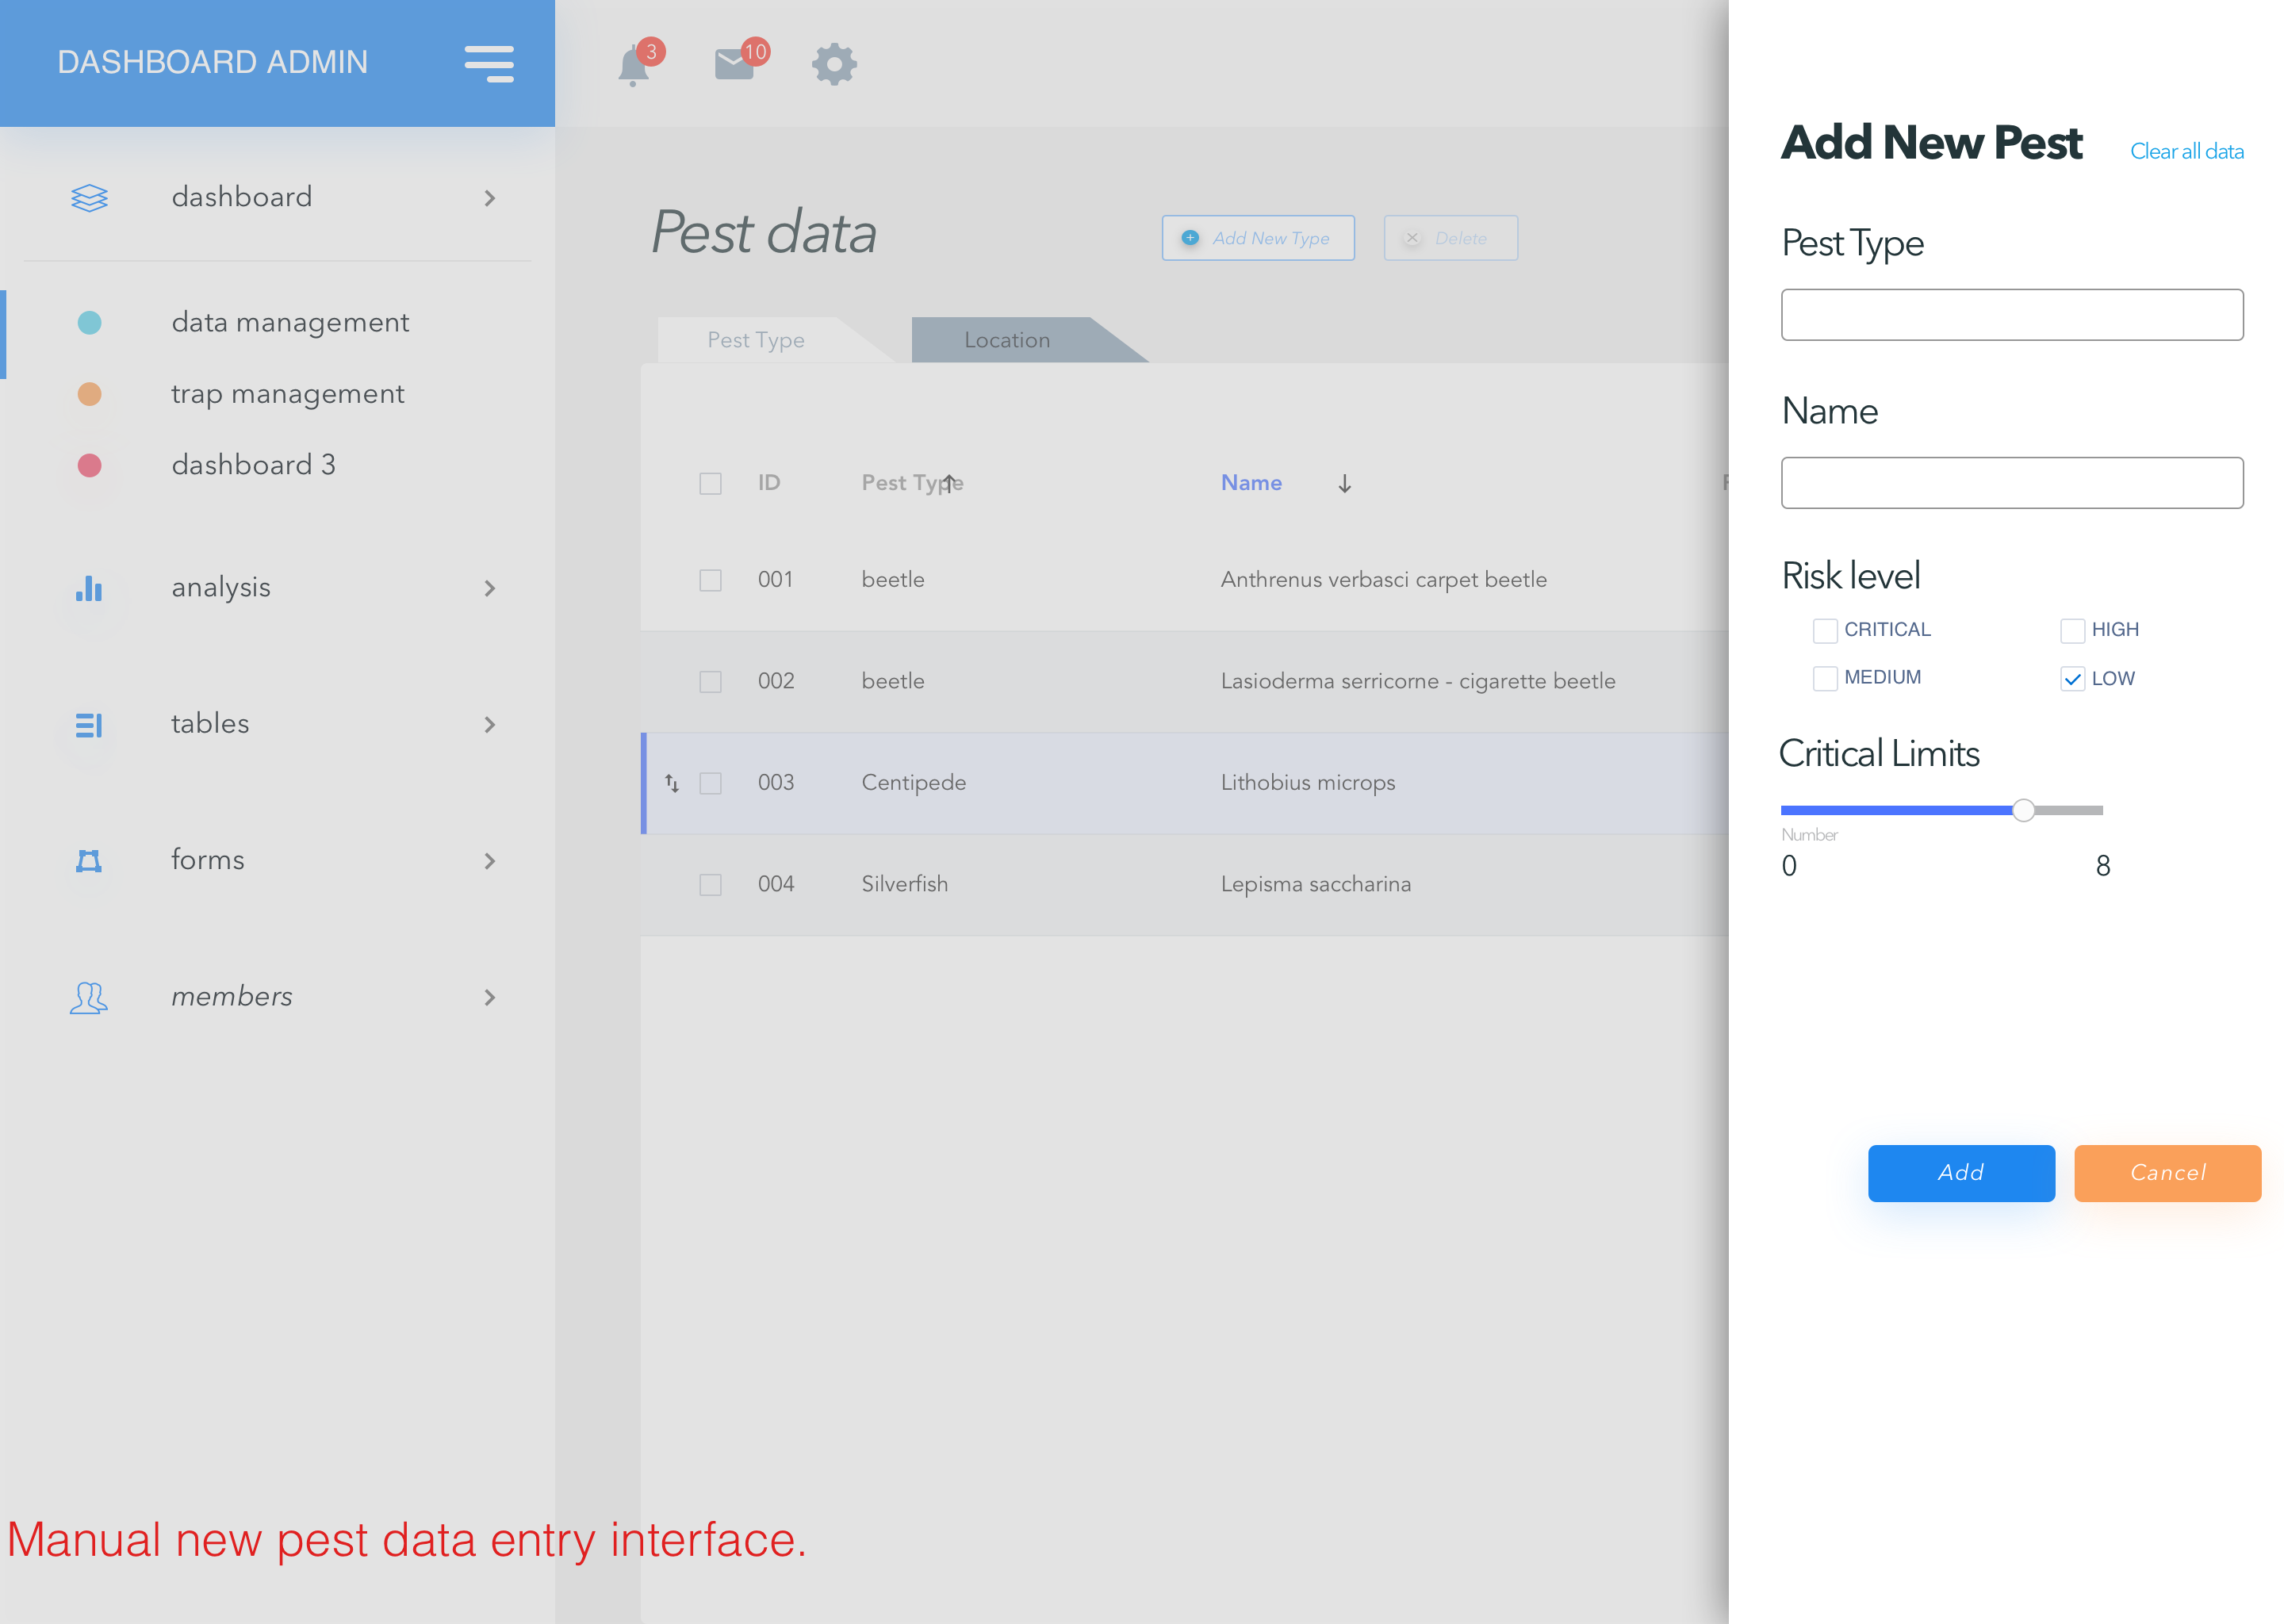 DASHBOARD ADMIN
3
10
dashboard
data management
trap management
dashboard 3
analysis
tables
forms
members
Pest data
Add New Type
Delete
Pest Type
Location
ID
Pest Type
Name
001
beetle
Anthrenus verbasci carpet beetle
002
beetle
Lasioderma serricorne - cigarette beetle
003
Centipede
Lithobius microps
004
Silverfish
Lepisma saccharina
Add New Pest
Clear all data
Pest Type
Name
Risk level
CRITICAL
HIGH
MEDIUM
LOW
Critical Limits
Number
0
8
Add
Cancel
Manual new pest data entry interface.